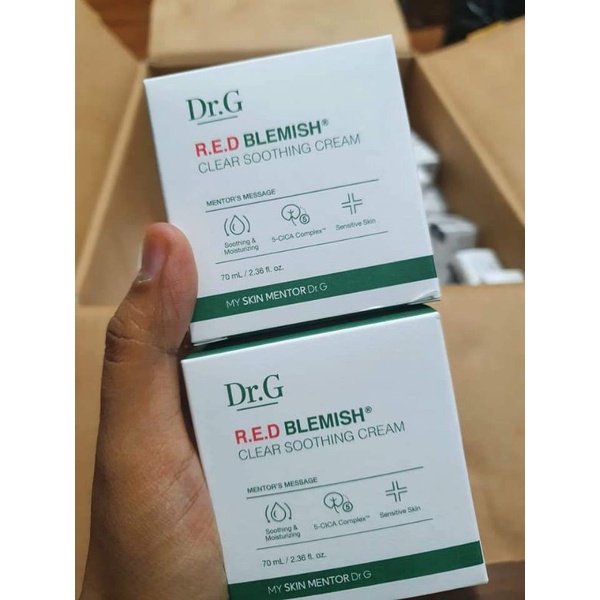 Dr.G
R.E.D BLEMISH®
CLEAR SOOTHING CREAM
MENTOR'S MESSAGE
Soothing &
Moisturizing
5-CICA Complex™
Sensitive Skin
70 mL / 2.36 fl. oz.
MY SKIN MENTOR Dr.G
Dr.G
R.E.D BLEMISH®
CLEAR SOOTHING CREAM
MENTOR'S MESSAGE
Soothing &
Moisturizing
5-CICA Complex™
Sensitive Skin
70 mL / 2.36 fl. oz.
MY SKIN MENTOR Dr.G